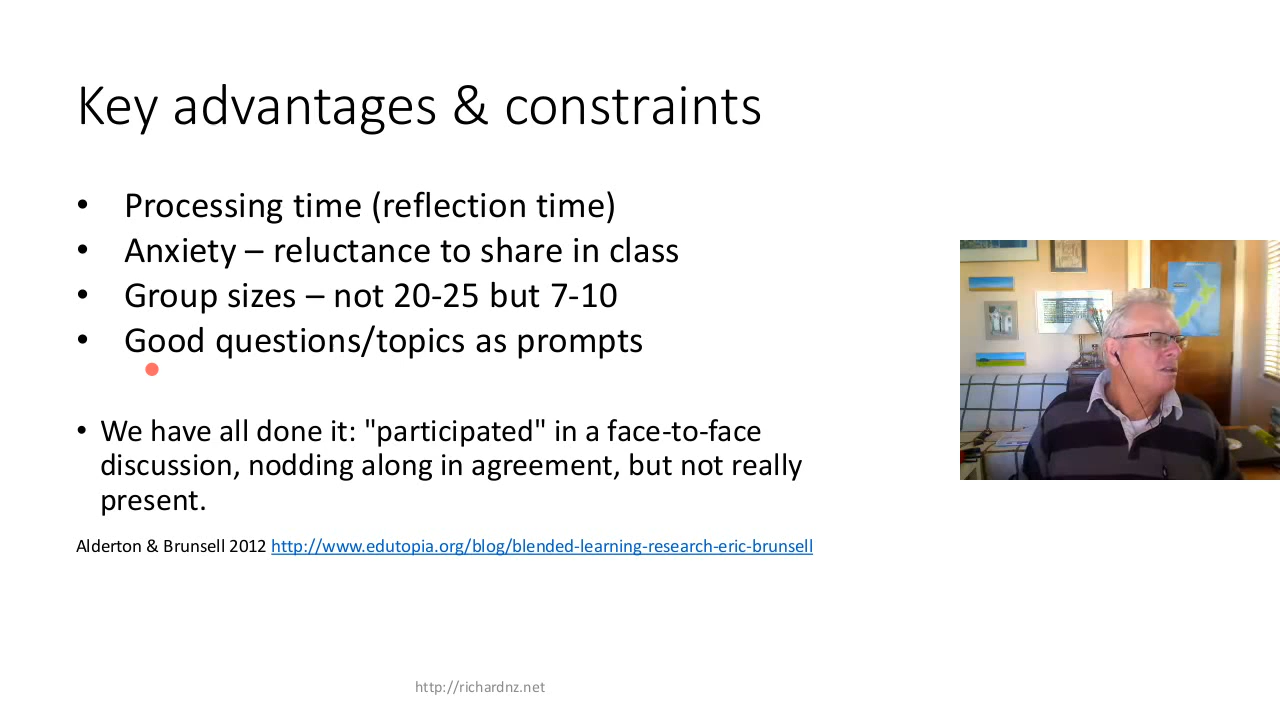 Key advantages & constraints
• Processing time (reflection time)
• Anxiety – reluctance to share in class
• Group sizes – not 20-25 but 7-10
• Good questions/topics as prompts
• We have all done it: "participated" in a face-to-face
discussion, nodding along in agreement, but not really
present.
Alderton & Brunsell 2012 http://www.edutopia.org/blog/blended-learning-research-eric-brunsell
http://richardnz.net